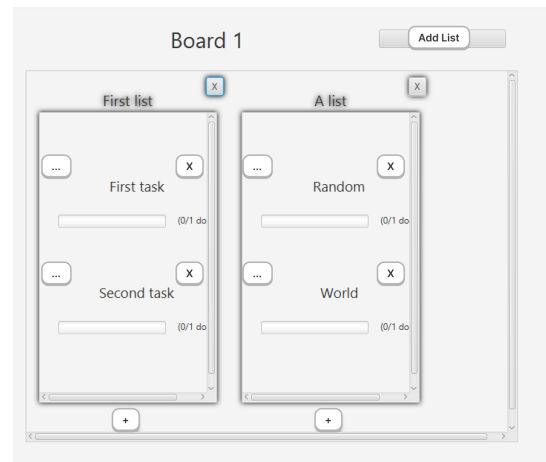 Board 1
Add List
X
X
First list
A list
... X
First task
(0/1 do
... X
Second task
(0/1 do
+
... X
Random
(0/1 do
... X
World
(0/1 do
+